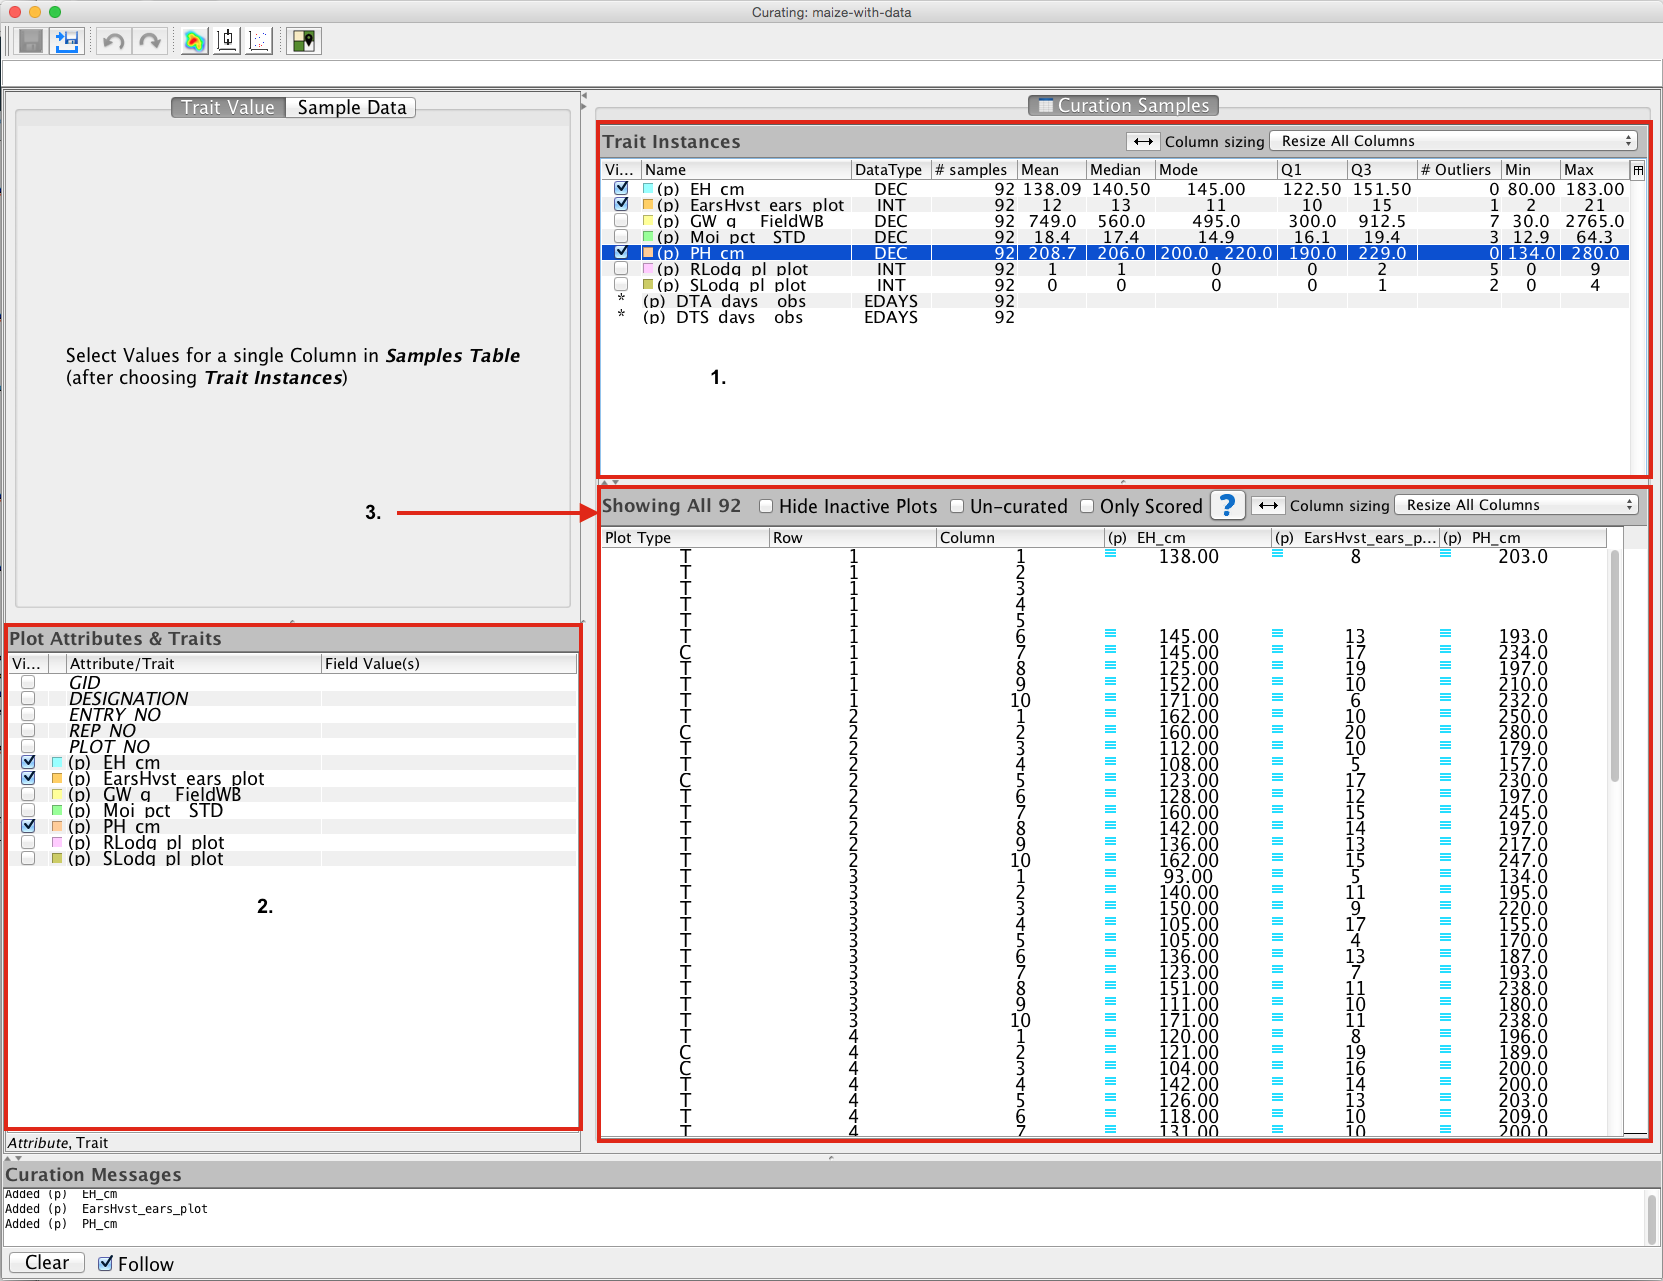 Curating: maize-with-data
Trait Value Sample Data
Select Values for a single Column in Samples Table
(after choosing Trait Instances)
Curation Samples
Trait Instances Column sizing Resize All Columns
Vi... Name DataType # samples Mean Median Mode Q1 Q3 # Outliers Min Max
(p) EH_cm DEC 92 138.09 140.50 145.00 122.50 151.50 0 80.00 183.00
(p) EarsHvst_ears_plot INT 92 12 13 11 10 15 1 2 21
(p) GW_g__FieldWB DEC 92 749.0 560.0 495.0 300.0 912.5 7 30.0 2765.0
(p) Moi_pct__STD DEC 92 18.4 17.4 14.9 16.1 19.4 3 12.9 64.3
(p) PH_cm DEC 92 208.7 206.0 200.0 , 220.0 190.0 229.0 0 134.0 280.0
(p) RLodg_pl_plot INT 92 1 1 0 0 2 5 0 9
(p) SLodg_pl_plot INT 92 0 0 0 0 1 2 0 4
* (p) DTA_days__obs EDAYS 92
* (p) DTS_days__obs EDAYS 92
1.
3.
Showing All 92 Hide Inactive Plots Un-curated Only Scored ? Column sizing Resize All Columns
Plot Type Row Column (p) EH_cm (p) EarsHvst_ears_p... (p) PH_cm
T 1 1 138.00 8 203.0
T 1 2
T 1 3
T 1 4
T 1 5
T 1 6 145.00 13 193.0
C 1 7 145.00 17 234.0
T 1 8 125.00 19 197.0
T 1 9 152.00 10 210.0
T 1 10 171.00 6 232.0
T 2 1 162.00 10 250.0
C 2 2 160.00 20 280.0
T 2 3 112.00 10 179.0
T 2 4 108.00 5 157.0
C 2 5 123.00 17 230.0
T 2 6 128.00 12 197.0
T 2 7 160.00 15 245.0
T 2 8 142.00 14 197.0
T 2 9 136.00 13 217.0
T 2 10 162.00 15 247.0
T 3 1 93.00 5 134.0
T 3 2 140.00 11 195.0
T 3 3 150.00 9 220.0
T 3 4 105.00 17 155.0
T 3 5 105.00 4 170.0
T 3 6 136.00 13 187.0
T 3 7 123.00 7 193.0
T 3 8 151.00 11 238.0
T 3 9 111.00 10 180.0
T 3 10 171.00 11 238.0
T 4 1 120.00 8 196.0
C 4 2 121.00 19 189.0
C 4 3 104.00 16 200.0
T 4 4 142.00 14 200.0
T 4 5 126.00 13 203.0
T 4 6 118.00 10 209.0
T 4 7 131.00 10 200.0
Plot Attributes & Traits
Vi... Attribute/Trait Field Value(s)
GID
DESIGNATION
ENTRY_NO
REP_NO
PLOT_NO
(p) EH_cm
(p) EarsHvst_ears_plot
(p) GW_g__FieldWB
(p) Moi_pct__STD
(p) PH_cm
(p) RLodg_pl_plot
(p) SLodg_pl_plot
2.
Attribute, Trait
Curation Messages
Added (p) EH_cm
Added (p) EarsHvst_ears_plot
Added (p) PH_cm
Clear Follow